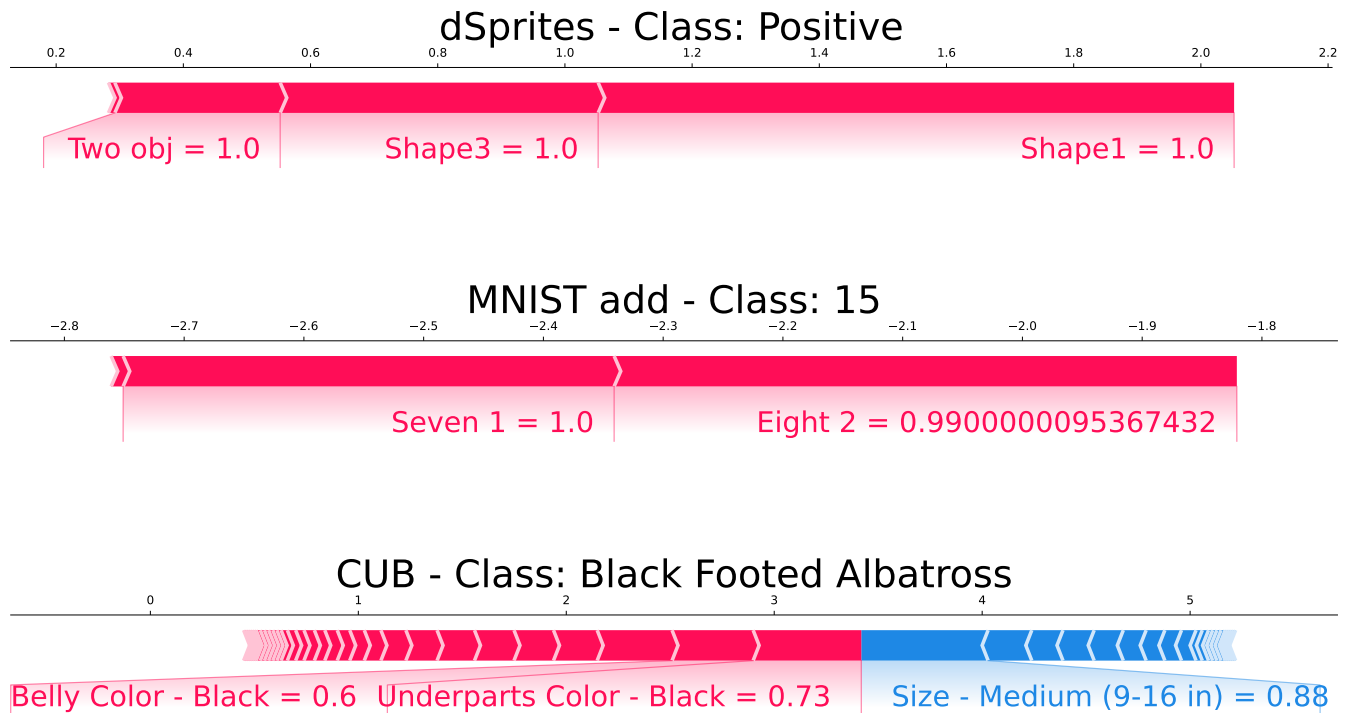 dSprites - Class: Positive
0.2 0.4 0.6 0.8 1.0 1.2 1.4 1.6 1.8 2.0 2.2
Two obj = 1.0 Shape3 = 1.0 Shape1 = 1.0
MNIST add - Class: 15
−2.8 −2.7 −2.6 −2.5 −2.4 −2.3 −2.2 −2.1 −2.0 −1.9 −1.8
Seven 1 = 1.0 Eight 2 = 0.9900000095367432
CUB - Class: Black Footed Albatross
0 1 2 3 4 5
Belly Color - Black = 0.6 Underparts Color - Black = 0.73 Size - Medium (9-16 in) = 0.88